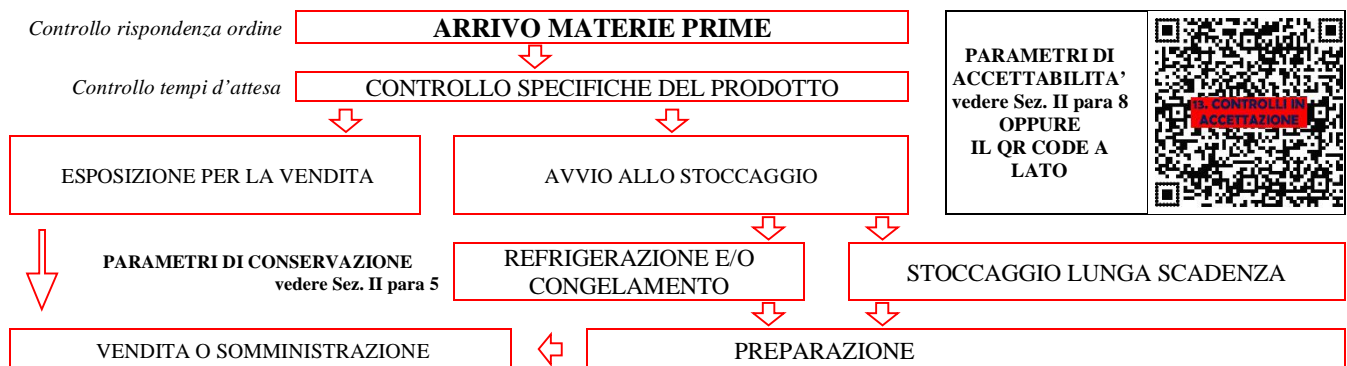 Controllo rispondenza ordine
ARRIVO MATERIE PRIME
Controllo tempi d'attesa
CONTROLLO SPECIFICHE DEL PRODOTTO
PARAMETRI DI
ACCETTABILITA'
vedere Sez. II para 8
OPPURE
IL QR CODE A
LATO
13. CONTROLLI IN
ACCETTAZIONE
ESPOSIZIONE PER LA VENDITA
AVVIO ALLO STOCCAGGIO
PARAMETRI DI CONSERVAZIONE
vedere Sez. II para 5
REFRIGERAZIONE E/O
CONGELAMENTO
STOCCAGGIO LUNGA SCADENZA
VENDITA O SOMMINISTRAZIONE
PREPARAZIONE